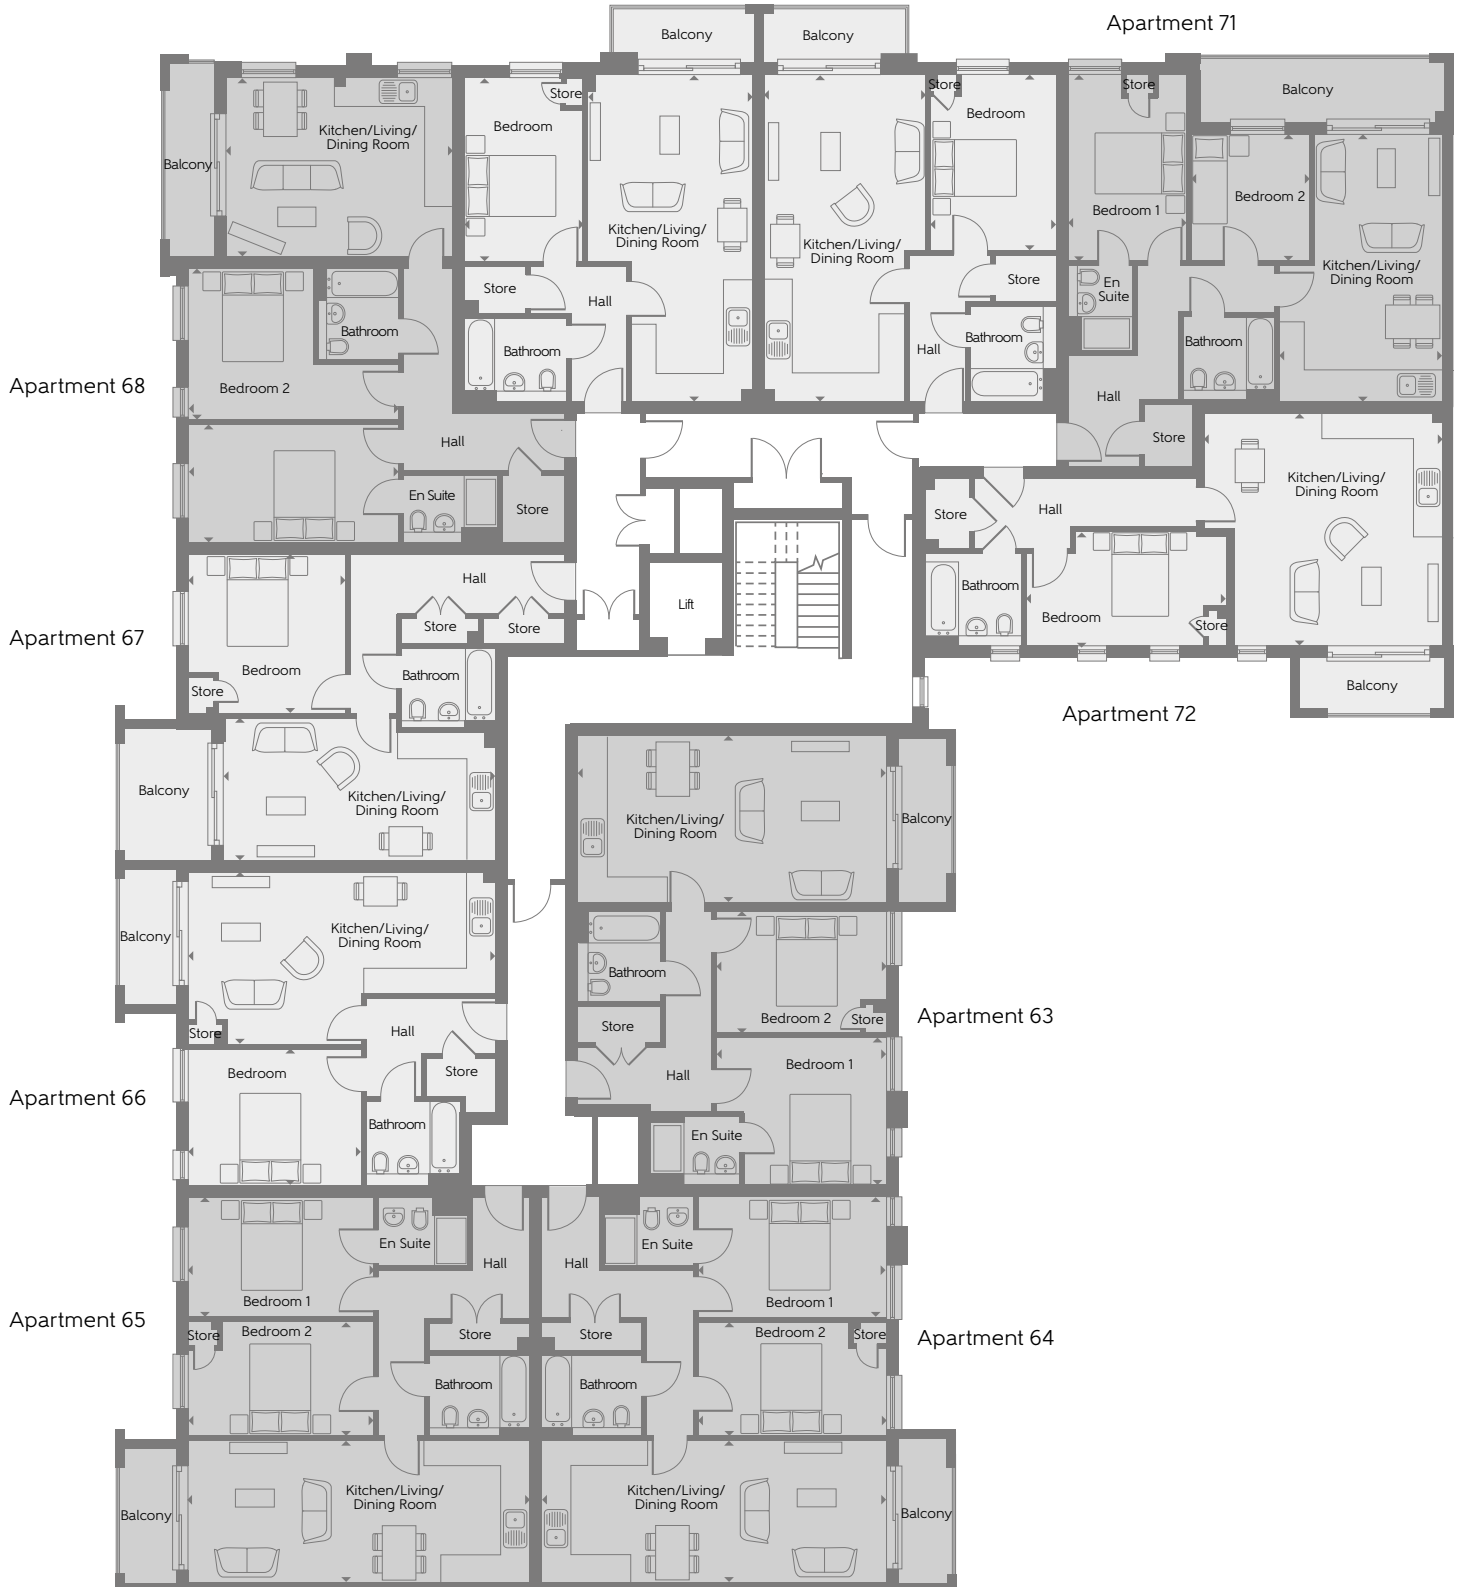 Apartment 71
Balcony
Balcony
Balcony
Kitchen/Living/
Dining Room
Balcony
Store
Bedroom
Kitchen/Living/
Dining Room
Kitchen/Living/
Dining Room
Store
Bedroom
Store
Bedroom 1
Bedroom 2
Kitchen/Living/
Dining Room
Store
Hall
Store
En
Suite
Bathroom
Bathroom
Hall
Bathroom
Bathroom
Apartment 68
Bedroom 2
Hall
Hall
Store
En Suite
Store
Store
Hall
Kitchen/Living/
Dining Room
Hall
Lift
Bathroom
Bedroom
Store
Apartment 67
Store
Store
Bedroom
Bathroom
Store
Balcony
Apartment 72
Balcony
Kitchen/Living/
Dining Room
Kitchen/Living/
Dining Room
Balcony
Balcony
Kitchen/Living/
Dining Room
Bathroom
Store
Hall
Store
Bedroom 2
Store
Apartment 63
Bedroom
Store
Hall
Bedroom 1
Apartment 66
Bathroom
En Suite
En Suite
Hall
Hall
En Suite
Bedroom 1
Bedroom 1
Apartment 65
Store
Bedroom 2
Store
Store
Bedroom 2
Store
Apartment 64
Bathroom
Bathroom
Balcony
Kitchen/Living/
Dining Room
Kitchen/Living/
Dining Room
Balcony